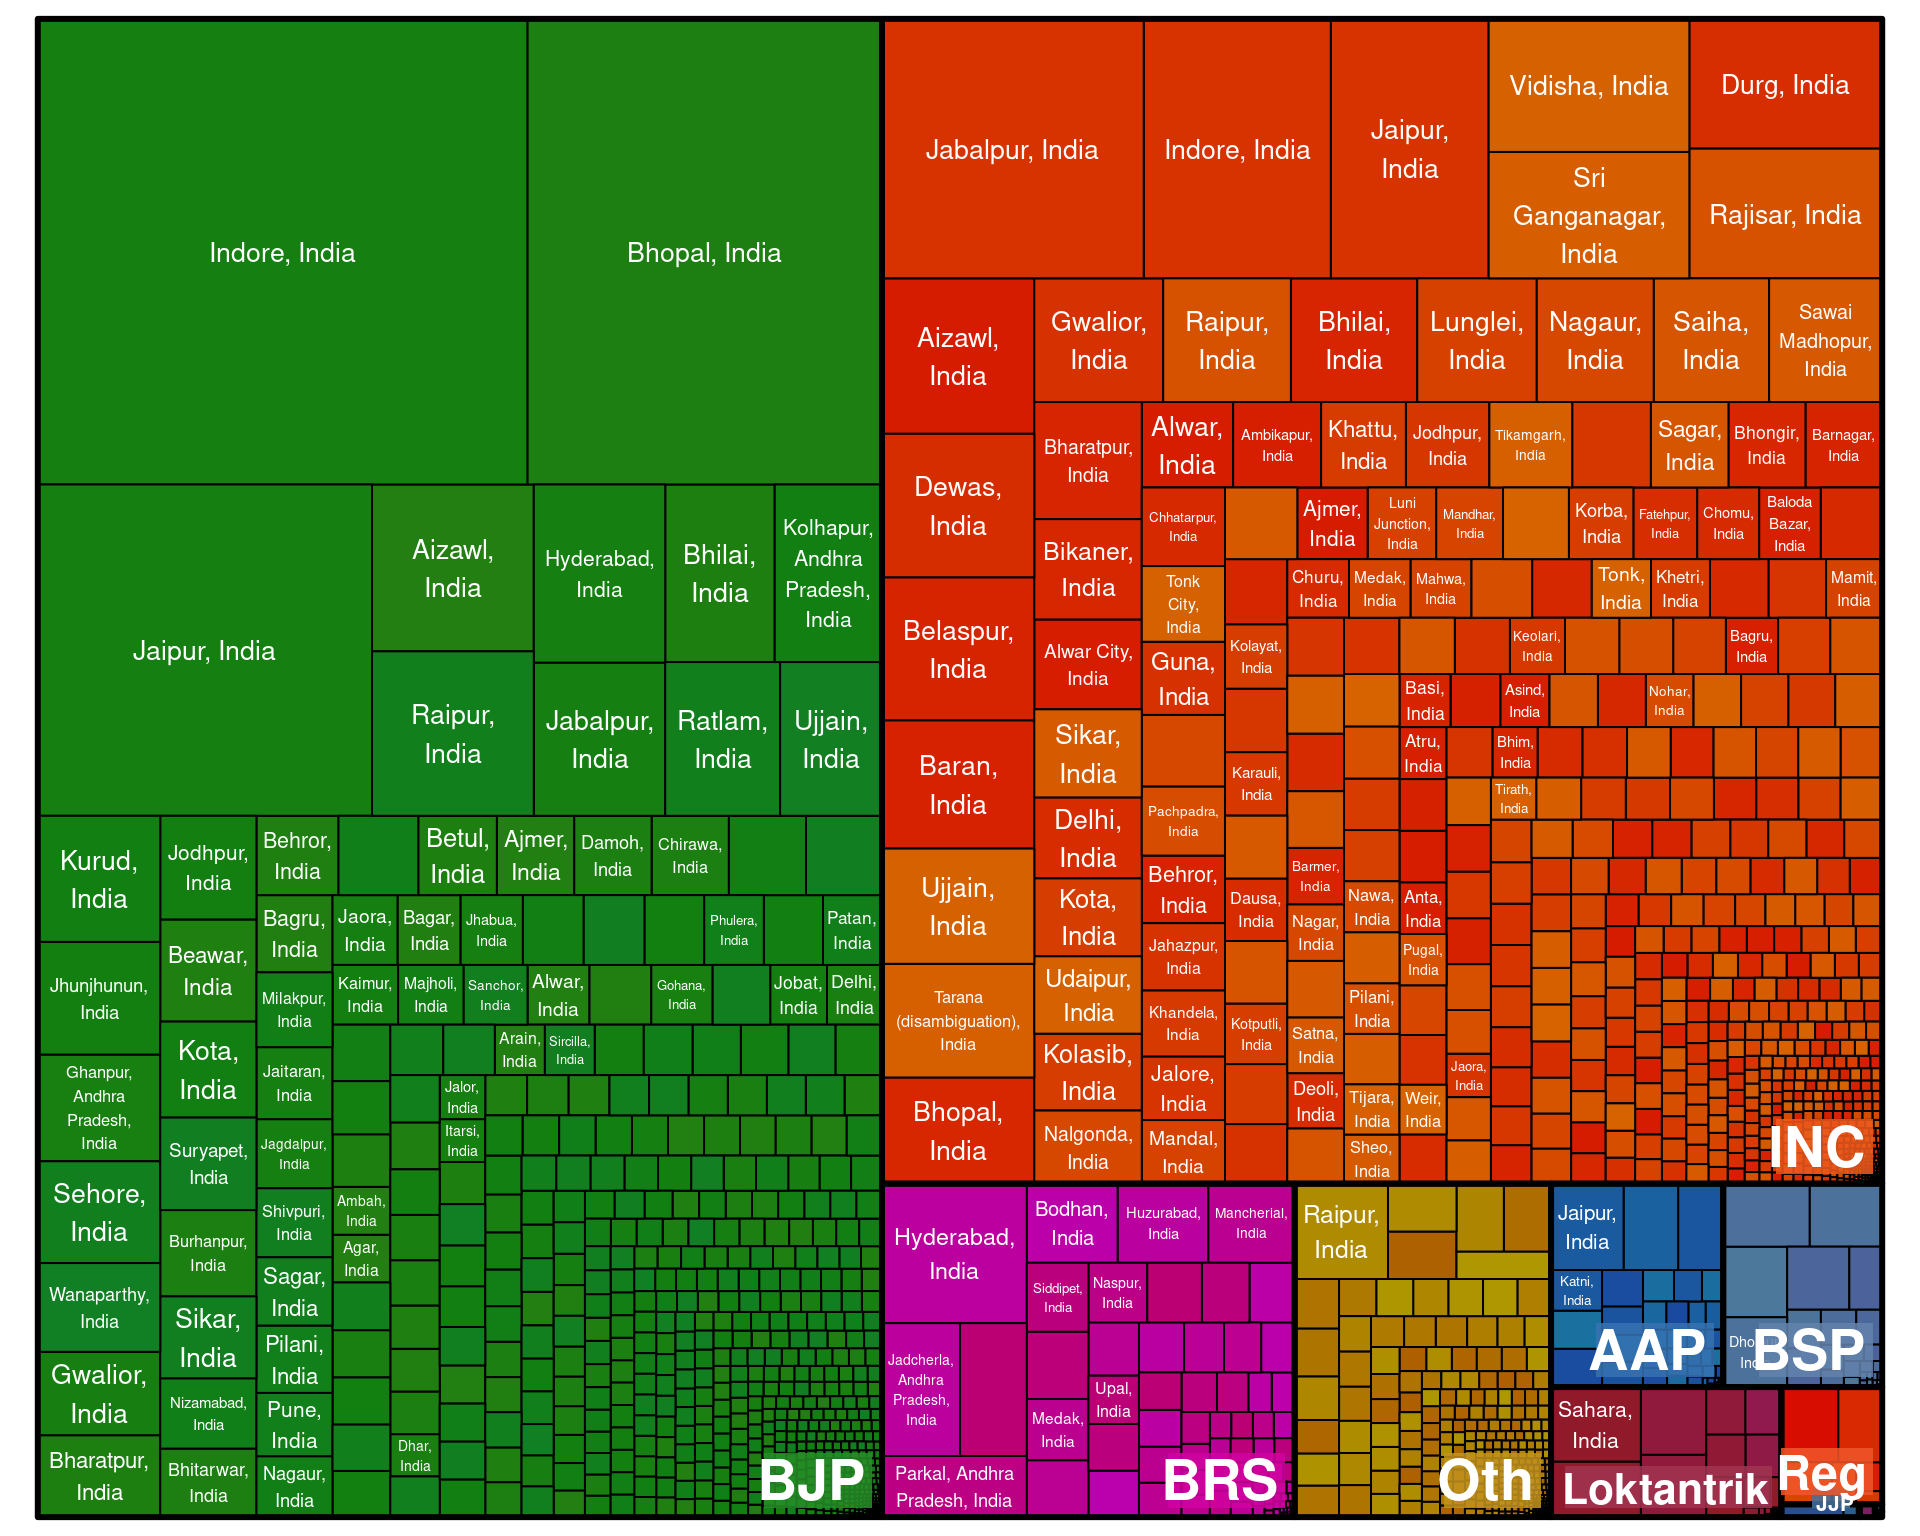 Indore, India
Bhopal, India
Jaipur, India
Aizawl,
India
Hyderabad,
India
Bhilai,
India
Kolhapur,
Andhra
Pradesh,
India
Raipur,
India
Jabalpur,
India
Ratlam,
India
Ujjain,
India
Kurud,
India
Jodhpur,
India
Behror,
India
Betul,
India
Ajmer,
India
Damoh,
India
Chirawa,
India
Jhunjhunun,
India
Beawar,
India
Bagru,
India
Jaora,
India
Bagar,
India
Jhabua,
India
Phulera,
India
Patan,
India
Milakpur,
India
Kaimur,
India
Majholi,
India
Sanchor,
India
Alwar,
India
Gohana,
India
Jobat,
India
Delhi,
India
Ghanpur,
Andhra
Pradesh,
India
Kota,
India
Jaitaran,
India
Arain,
India
Sircilla,
India
Jalor,
India
Itarsi,
India
Sehore,
India
Suryapet,
India
Jagdalpur,
India
Shivpuri,
India
Ambah,
India
Agar,
India
Wanaparthy,
India
Burhanpur,
India
Sagar,
India
Gwalior,
India
Sikar,
India
Pilani,
India
Nizamabad,
India
Pune,
India
Bharatpur,
India
Bhitarwar,
India
Nagaur,
India
Dhar,
India
BJP
Jabalpur, India
Indore, India
Jaipur,
India
Vidisha, India
Durg, India
Sri
Ganganagar,
India
Rajisar, India
Aizawl,
India
Gwalior,
India
Raipur,
India
Bhilai,
India
Lunglei,
India
Nagaur,
India
Saiha,
India
Sawai
Madhopur,
India
Dewas,
India
Bharatpur,
India
Alwar,
India
Ambikapur,
India
Khattu,
India
Jodhpur,
India
Tikamgarh,
India
Sagar,
India
Bhongir,
India
Barnagar,
India
Bikaner,
India
Chhatarpur,
India
Ajmer,
India
Luni
Junction,
India
Mandhar,
India
Korba,
India
Fatehpur,
India
Chomu,
India
Baloda
Bazar,
India
Belaspur,
India
Alwar City,
India
Tonk
City,
India
Churu,
India
Medak,
India
Mahwa,
India
Tonk,
India
Khetri,
India
Mamit,
India
Guna,
India
Kolayat,
India
Keolari,
India
Bagru,
India
Basi,
India
Asind,
India
Nohar,
India
Baran,
India
Sikar,
India
Karauli,
India
Atru,
India
Bhim,
India
Tirath,
India
Delhi,
India
Pachpadra,
India
Ujjain,
India
Kota,
India
Behror,
India
Dausa,
India
Barmer,
India
Nagar,
India
Nawa,
India
Anta,
India
Pugal,
India
Jahazpur,
India
Tarana
(disambiguation),
India
Udaipur,
India
Khandela,
India
Kotputli,
India
Satna,
India
Pilani,
India
Kolasib,
India
Jalore,
India
Deoli,
India
Tijara,
India
Weir,
India
Jaora,
India
Bhopal,
India
Nalgonda,
India
Mandal,
India
Sheo,
India
INC
Hyderabad,
India
Bodhan,
India
Huzurabad,
India
Mancherial,
India
Siddipet,
India
Naspur,
India
Jadcherla,
Andhra
Pradesh,
India
Upal,
India
Medak,
India
Parkal, Andhra
Pradesh, India
BRS
Raipur,
India
Oth
Jaipur,
India
Katni,
India
AAP
BSP
Sahara,
India
Loktantrik
Reg
JJP